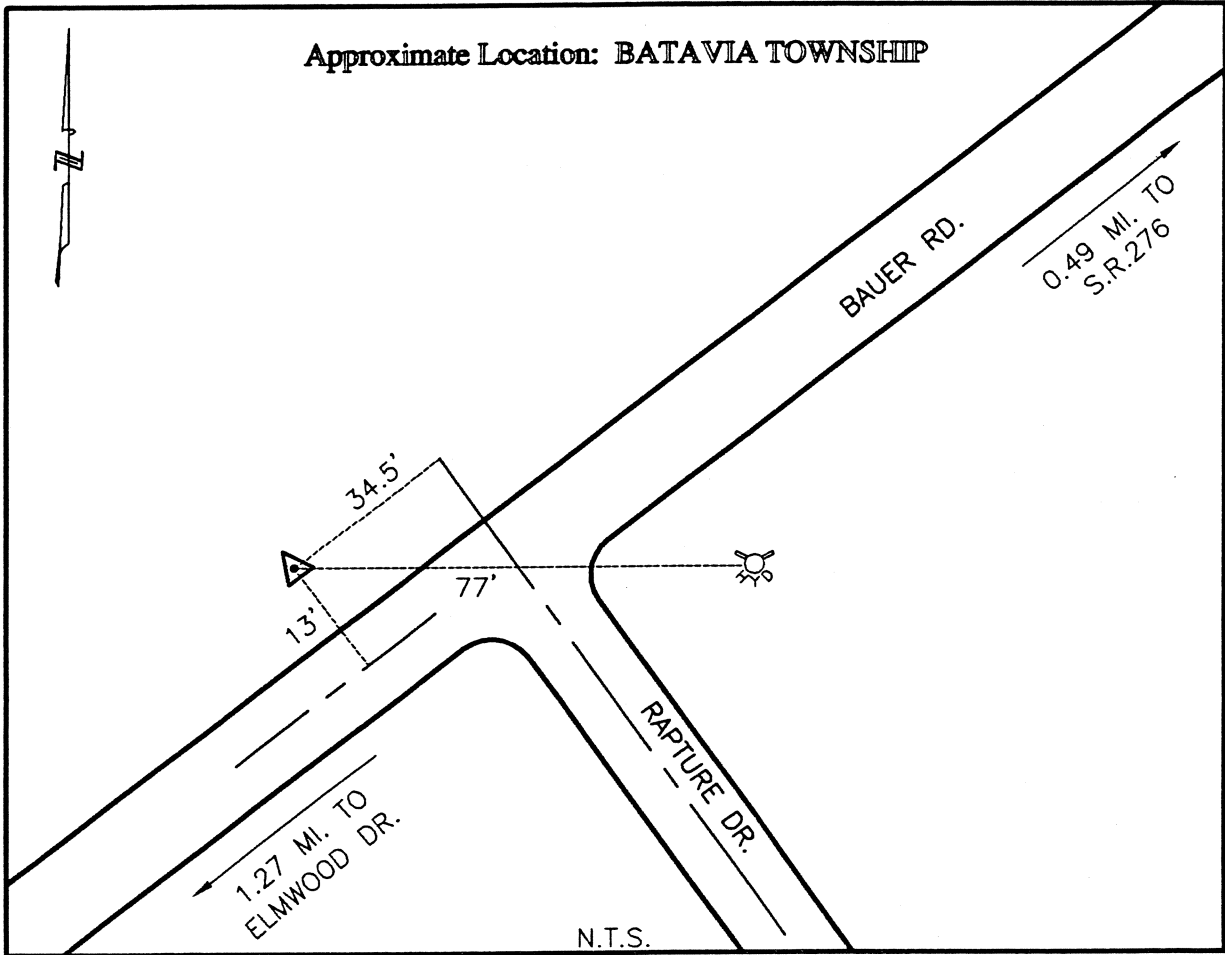 Approximate Location: BATAVIA TOWNSHIP
N
BAUER RD.
0.49 MI. TO
S.R.276
34.5'
77'
HYD
13'
RAPTURE DR.
1.27 MI. TO
ELMWOOD DR.
N.T.S.